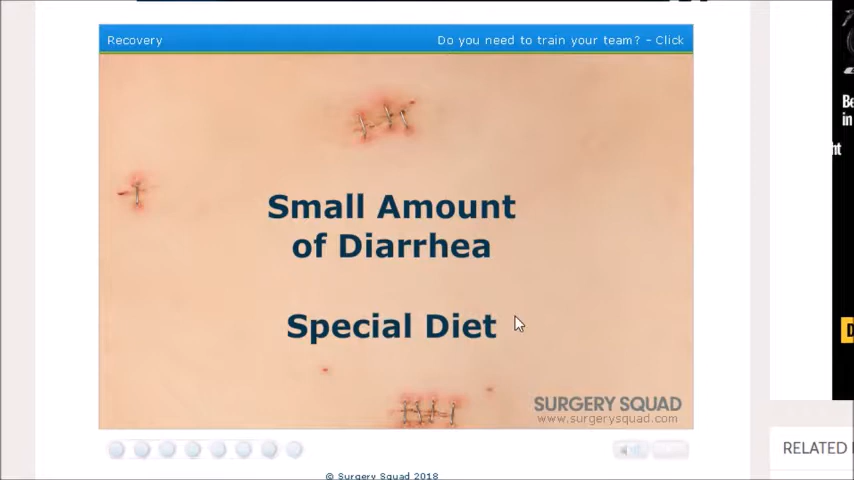 Recovery
Do you need to train your team? – Click
Small Amount
of Diarrhea
Special Diet
SURGERY SQUAD
www.surgerysquad.com
RELATED
© Surgery Squad 2018